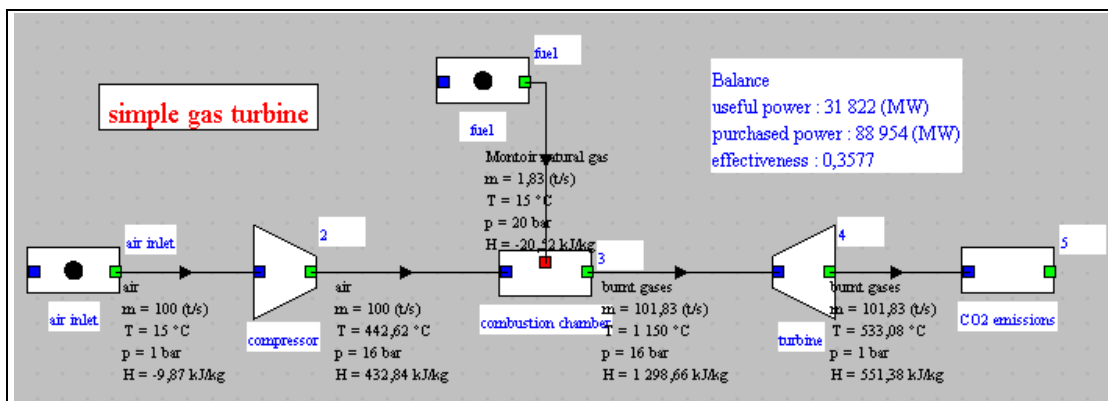 simple gas turbine
fuel
fuel
Balance
useful power : 31 822 (MW)
purchased power : 88 954 (MW)
effectiveness : 0,3577
Montoir natural gas
m = 1,83 (t/s)
T = 15 °C
p = 20 bar
H = -20,52 kJ/kg
air inlet
air inlet
air
m = 100 (t/s)
T = 15 °C
p = 1 bar
H = -9,87 kJ/kg
2
compressor
air
m = 100 (t/s)
T = 442,62 °C
p = 16 bar
H = 432,84 kJ/kg
3
combustion chamber
burnt gases
m = 101,83 (t/s)
T = 1 150 °C
p = 16 bar
H = 1 298,66 kJ/kg
4
turbine
burnt gases
m = 101,83 (t/s)
T = 533,08 °C
p = 1 bar
H = 551,38 kJ/kg
5
CO2 emissions